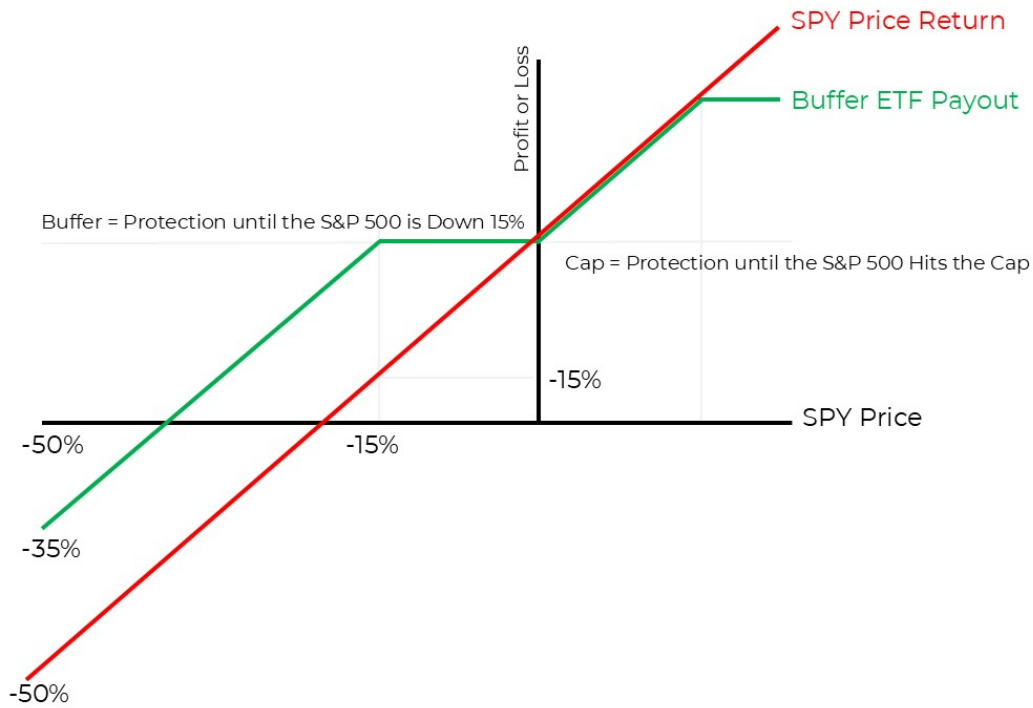 SPY Price Return
Profit or Loss
Buffer ETF Payout
Buffer = Protection until the S&P 500 is Down 15%
Cap = Protection until the S&P 500 Hits the Cap
-15%
SPY Price
-50%
-15%
-35%
-50%